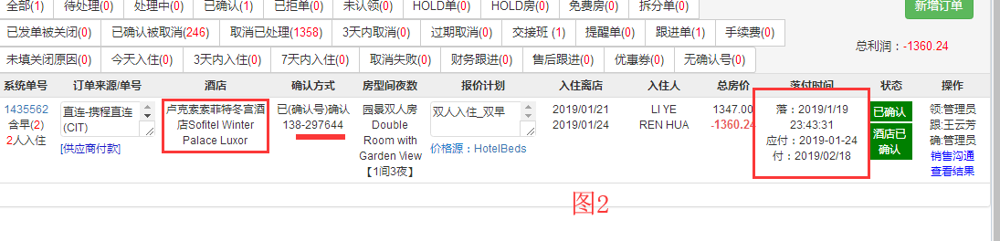 全部(1) 待处理(0) 处理中(0) 已确认(1) 已拒单(0) 未认领(0) HOLD单(0) HOLD房(0) 免费房(0) 拆分单(0) 新增订单
已发单被关闭(0) 已确认被取消(246) 取消已处理(1358) 3天内取消(0) 过期取消(0) 交接班 (1) 提醒单(0) 跟进单(1) 手续费(0)
总利润：-1360.24
未填关闭原因(0) 今天入住(0) 3天内入住(0) 7天内入住(0) 取消失败(0) 财务跟进(0) 售后跟进(0) 优惠券(0) 无确认号(0)
系统单号 订单来源/单号 酒店 确认方式 房型间夜数 报价计划 入住离店 入住人 总房价 落付时间 状态 操作
1435562
含早(2)
2人入住
直连-携程直连
(CIT)
[供应商付款]
卢克索索菲特冬宫酒
店Sofitel Winter
Palace Luxor
已(确认号)确认
138-297644
园景双人房
Double
Room with
Garden View
【1间3夜】
双人入住_双早
价格源：HotelBeds
2019/01/21
2019/01/24
LI YE
REN HUA
1347.00
-1360.24
落：2019/1/19
23:43:31
应付：2019-01-24
付：2019/02/18
已确认
酒店已
确认
领:管理员
跟:王云芳
确:管理员
销售沟通
查看结果
图2